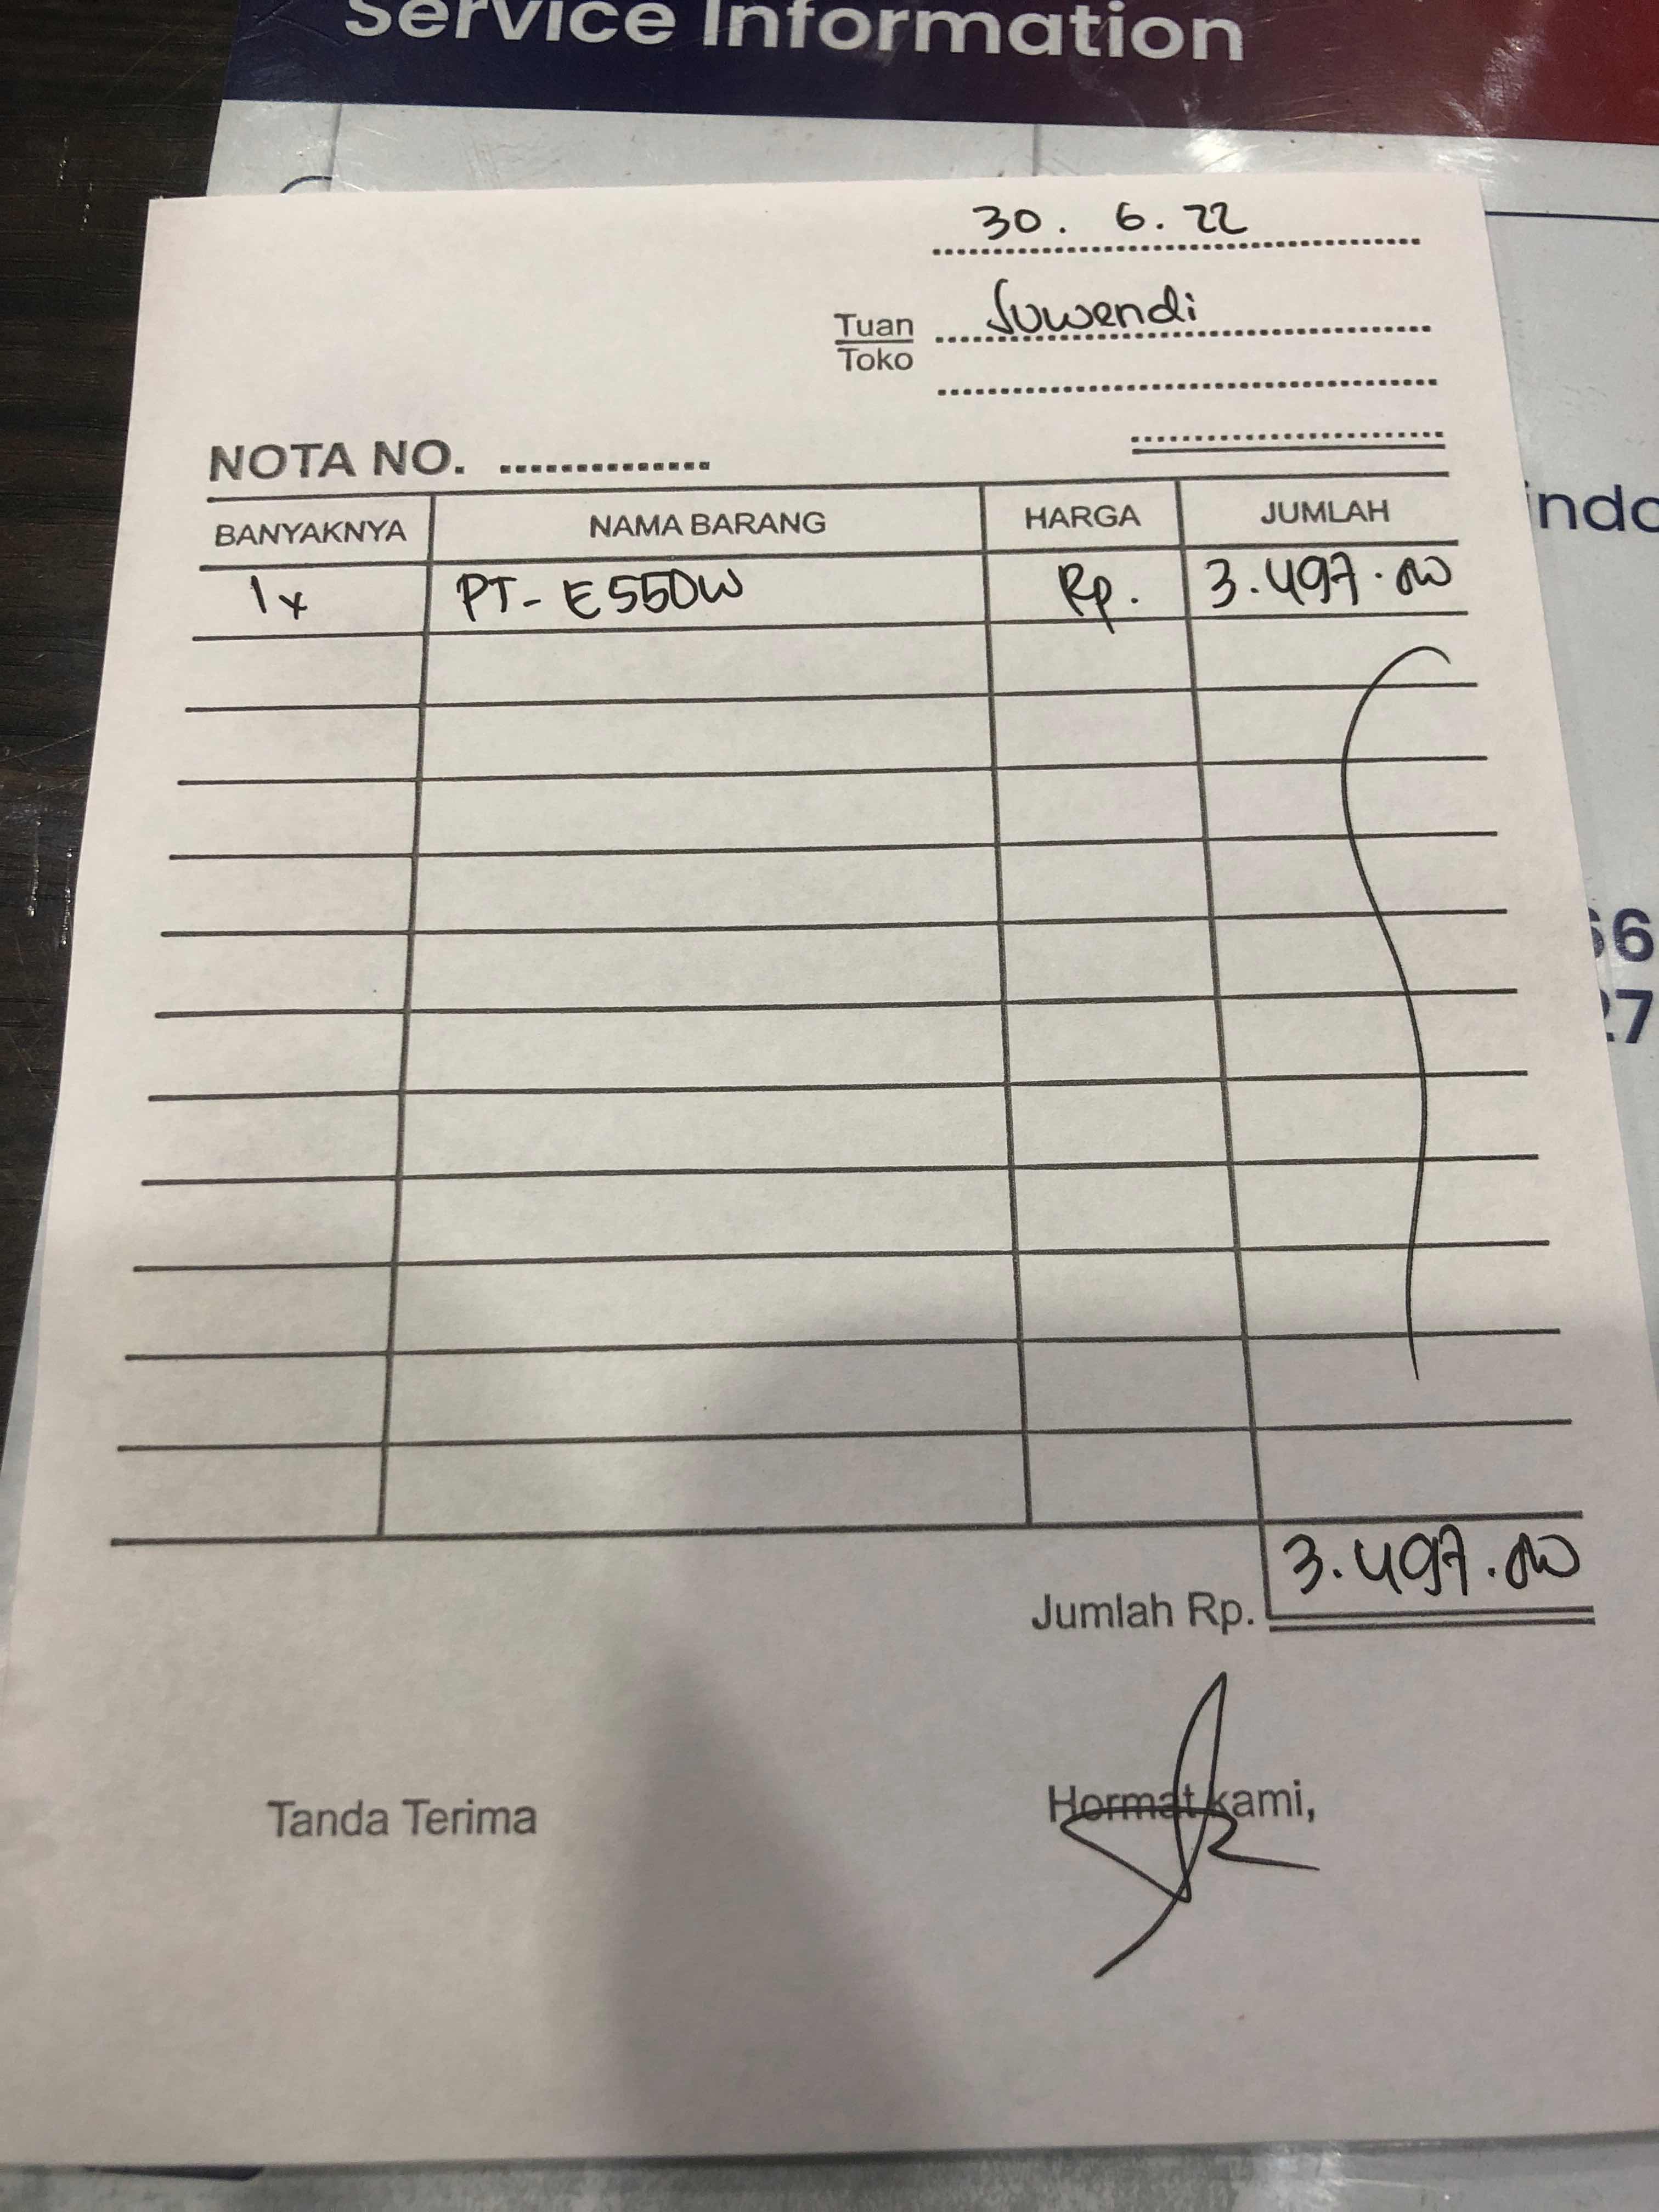 Service Information
30. 6. 22
Tuan Suwendi
Toko
NOTA NO.
BANYAKNYA NAMA BARANG HARGA JUMLAH
1x PT-E550W Rp. 3.497.000
Jumlah Rp. 3.497.000
Tanda Terima Hormat kami,